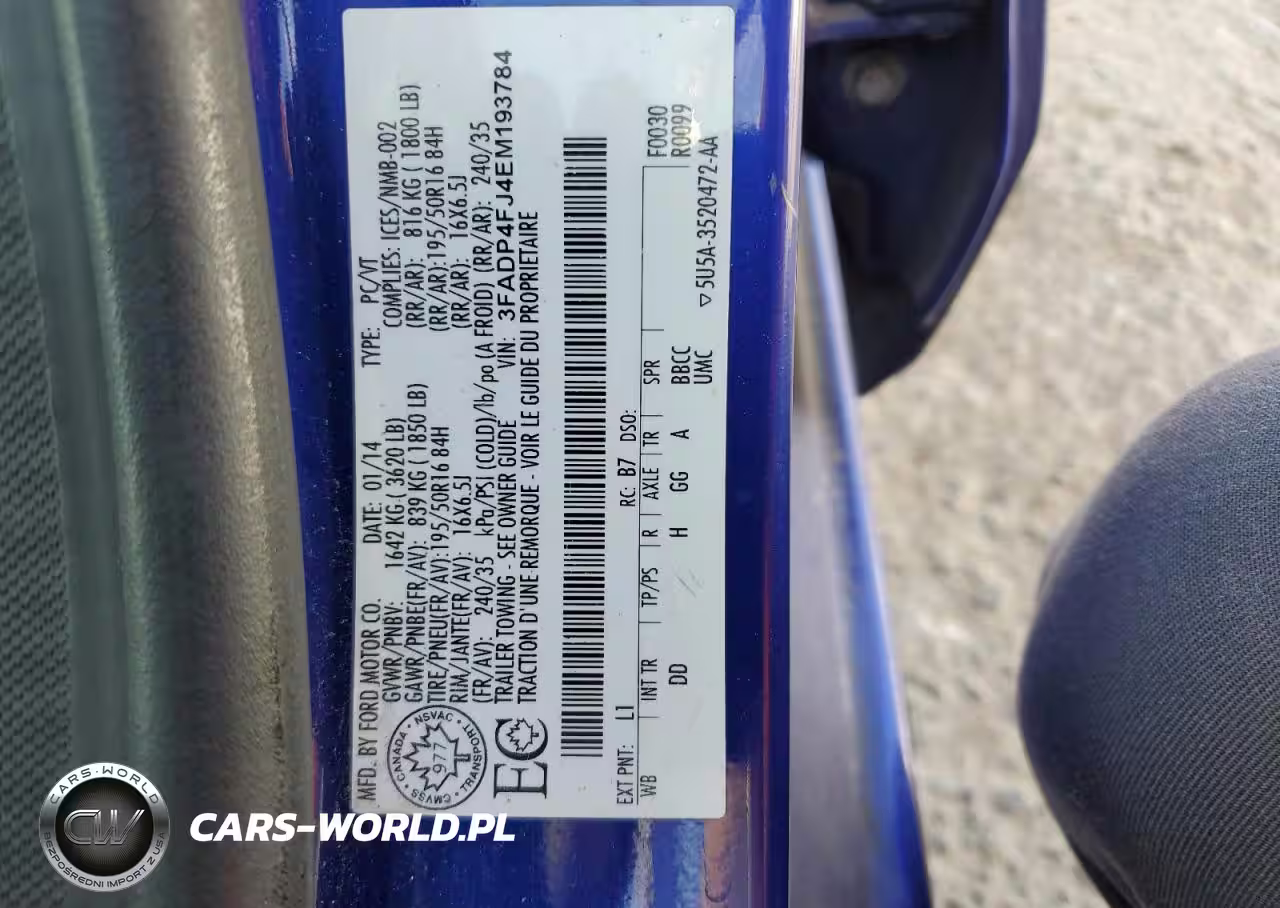 MFD. BY FORD MOTOR CO.
DATE: 01/14
TYPE: PC/VT
GVWR/PNBV: 1642 KG ( 3620 LB)
COMPLIES: ICES/NMB-002
GAWR/PNBE(FR/AV): 839 KG ( 1850 LB)
(RR/AR): 816 KG ( 1800 LB)
TIRE/PNEU(FR/AV):195/50R16 84H
(RR/AR):195/50R16 84H
RIM/JANTE(FR/AV): 16X6.5J
(RR/AR): 16X6.5J
(FR/AV): 240/35 kPa/PSI (COLD)/lb/po (A FROID) (RR/AR): 240/35
TRAILER TOWING - SEE OWNER GUIDE VIN: 3FADP4FJ4EM193784
TRACTION D'UNE REMORQUE - VOIR LE GUIDE DU PROPRIETAIRE
CANADA • NSVAC • TRANSPORT • CMVSS •
977
EC
EXT PNT: L1 RC: B7 DSO:
WB | INT TR | TP/PS | R | AXLE | TR | SPR F0030
R0099
DD H GG A BBCC
UMC
▽5U5A-3520472-AA
CARS-WORLD
CW
BEZPOŚREDNI IMPORT Z USA
CARS-WORLD.PL